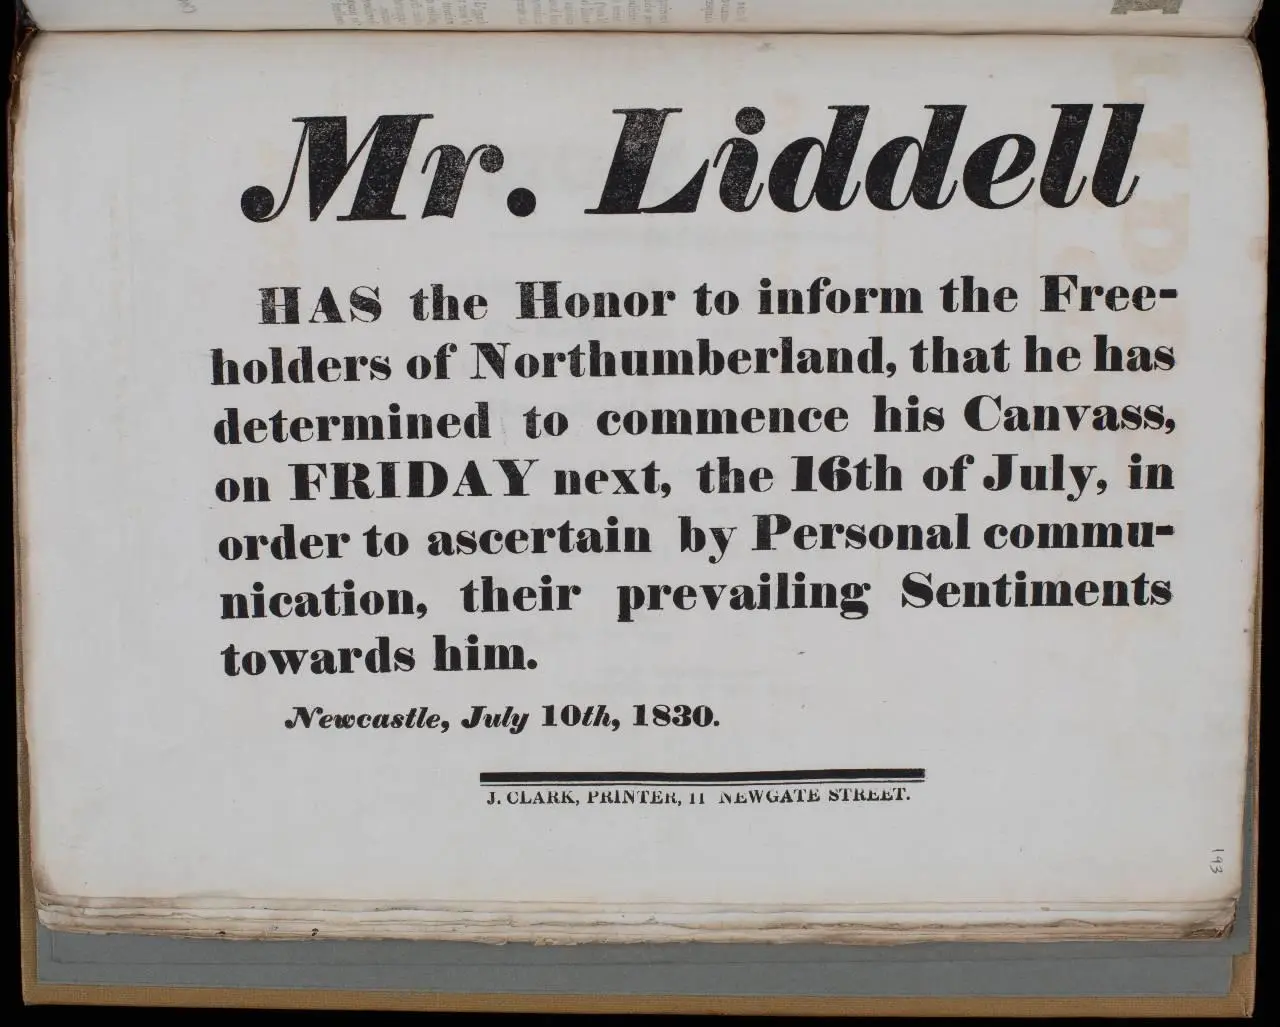 Mr. Liddell
HAS the Honor to inform the Free-
holders of Northumberland, that he has
determined to commence his Canvass,
on FRIDAY next, the 16th of July, in
order to ascertain by Personal commu-
nication, their prevailing Sentiments
towards him.
Newcastle, July 10th, 1830.
J. CLARK, PRINTER, 11 NEWGATE STREET.
193